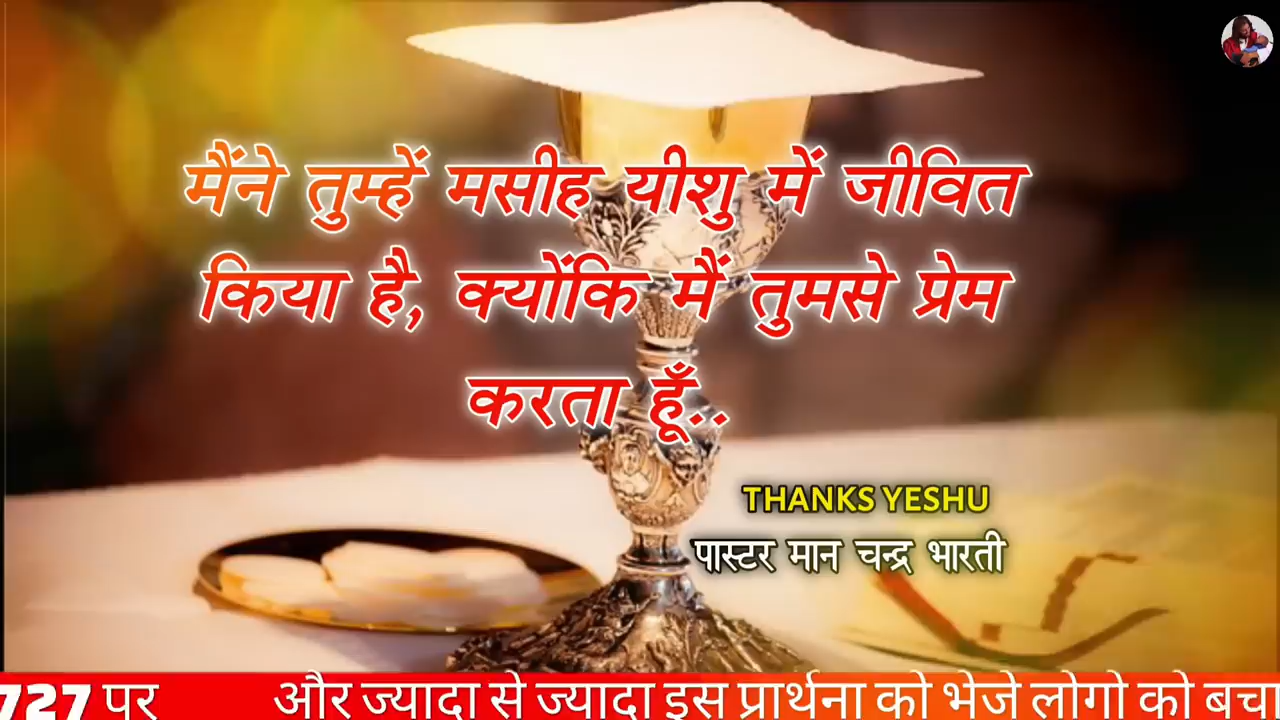 मैंने तुम्हें मसीह यीशु में जीवित
किया है, क्योंकि मैं तुमसे प्रेम
करता हूँ..
THANKS YESHU
पास्टर मान चन्द्र भारती
727 पर और ज्यादा से ज्यादा इस प्रार्थना को भेजे लोगो को बचा